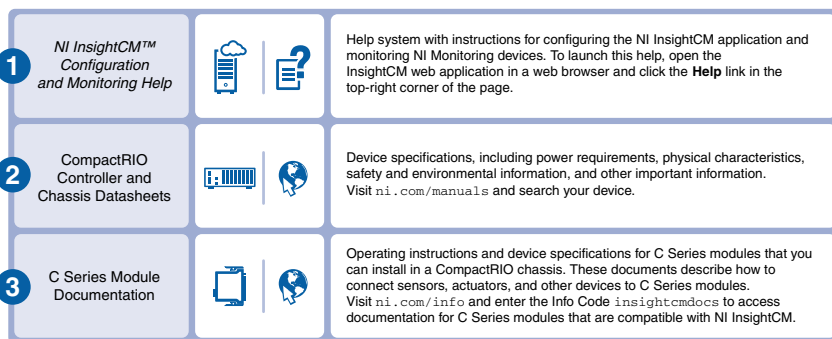 1
NI InsightCM™
Configuration
and Monitoring Help
Help system with instructions for configuring the NI InsightCM application and
monitoring NI Monitoring devices. To launch this help, open the
InsightCM web application in a web browser and click the Help link in the
top-right corner of the page.
2
CompactRIO
Controller and
Chassis Datasheets
Device specifications, including power requirements, physical characteristics,
safety and environmental information, and other important information.
Visit ni.com/manuals and search your device.
3
C Series Module
Documentation
Operating instructions and device specifications for C Series modules that you
can install in a CompactRIO chassis. These documents describe how to
connect sensors, actuators, and other devices to C Series modules.
Visit ni.com/info and enter the Info Code insightcmdocs to access
documentation for C Series modules that are compatible with NI InsightCM.